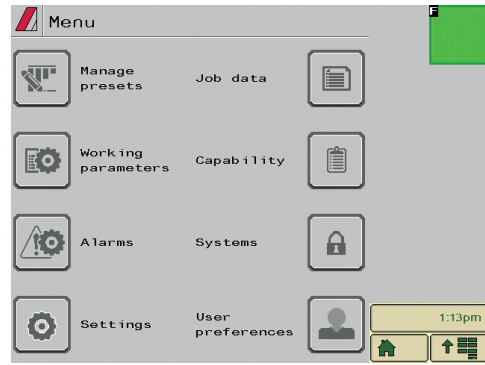 F
Menu
Manage
presets
Job data
Working
parameters
Capability
Alarms
Systems
Settings
User
preferences
1:13pm